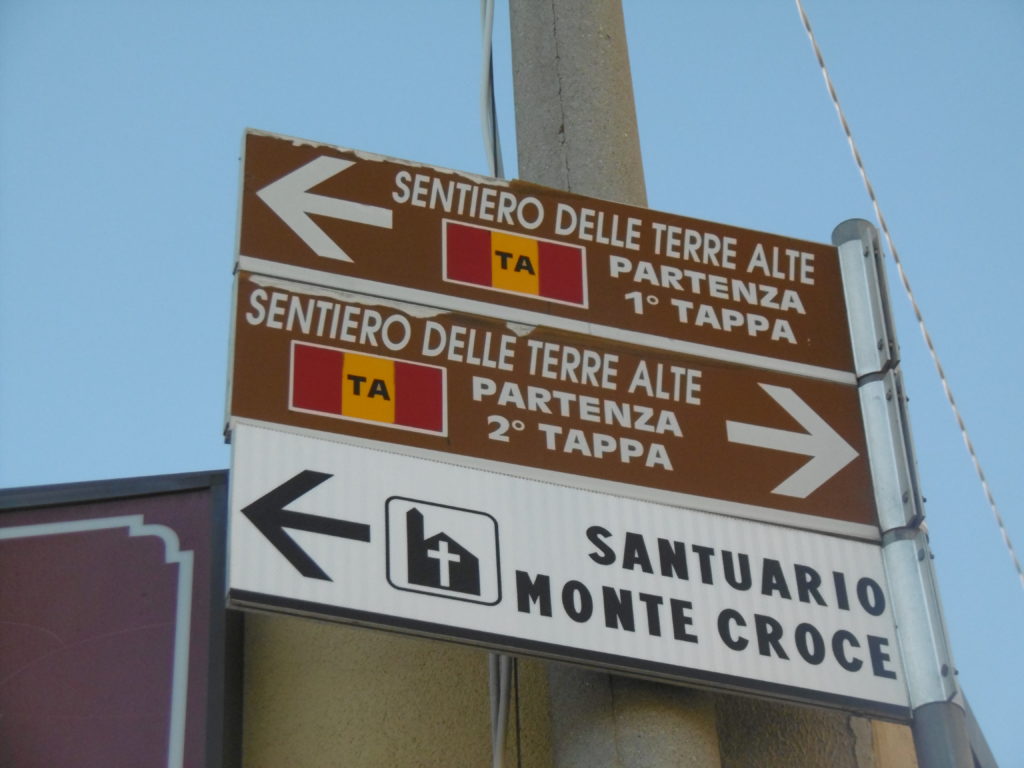 SENTIERO DELLE TERRE ALTE
TA
PARTENZA
1° TAPPA
SENTIERO DELLE TERRE ALTE
TA
PARTENZA
2° TAPPA
SANTUARIO
MONTE CROCE